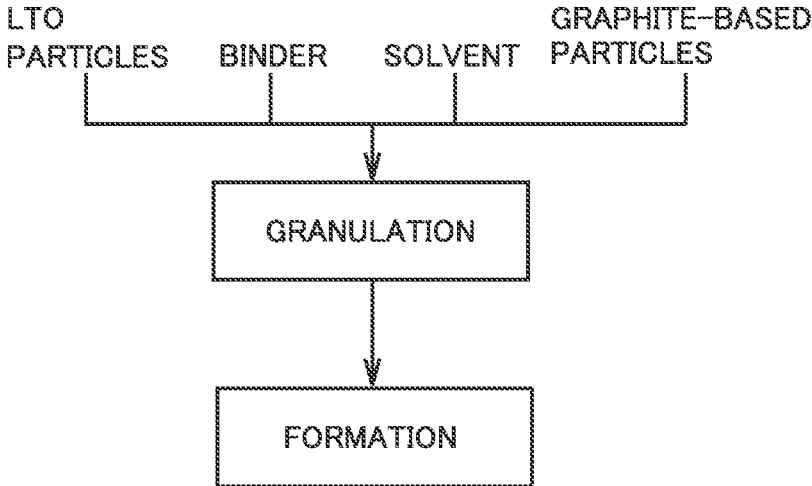 LTO
PARTICLES
BINDER
SOLVENT
GRAPHITE-BASED
PARTICLES
GRANULATION
FORMATION